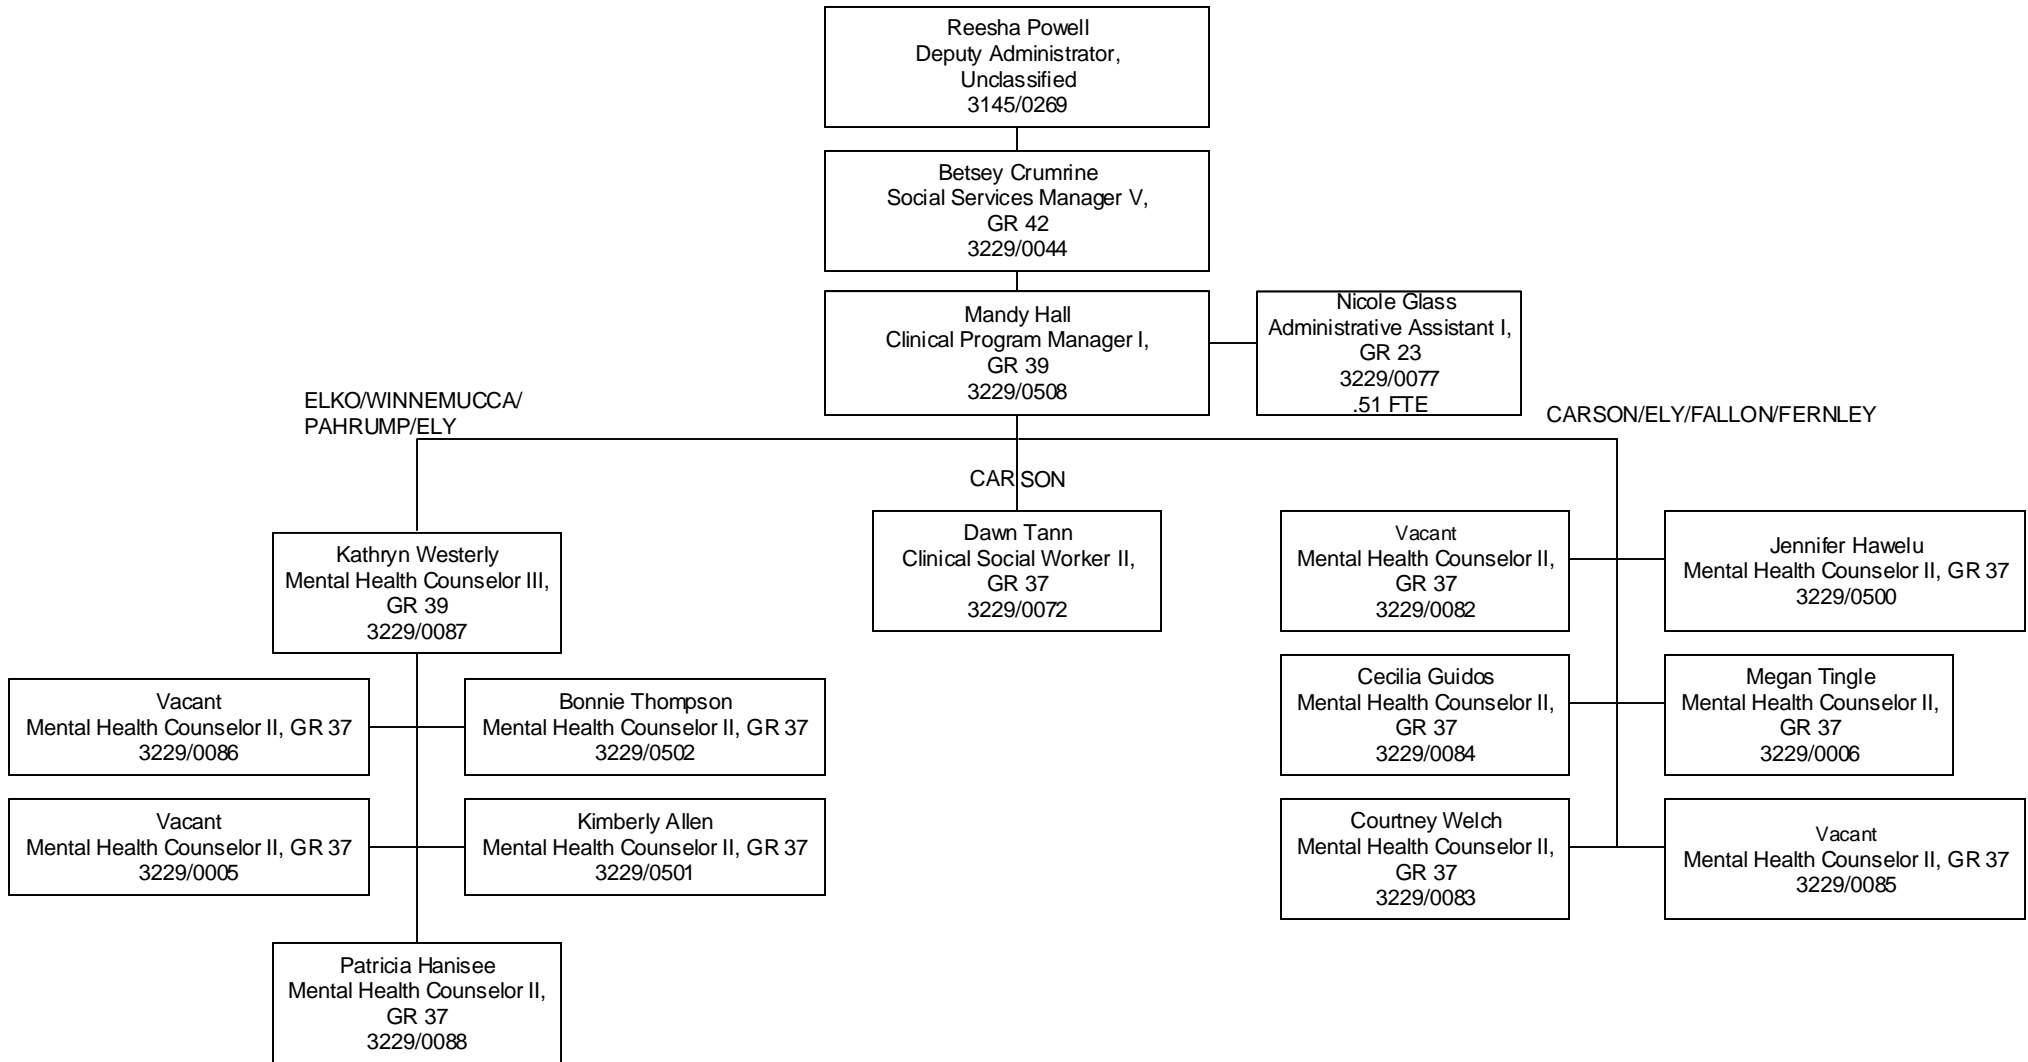 Reesha Powell
Deputy Administrator,
Unclassified
3145/0269
Betsey Crumrine
Social Services Manager V,
GR 42
3229/0044
Mandy Hall
Clinical Program Manager I,
GR 39
3229/0508
Nicole Glass
Administrative Assistant I,
GR 23
3229/0077
.51 FTE
ELKO/WINNEMUCCA/
PAHRUMP/ELY
CARSON
CARSON/ELY/FALLON/FERNLEY
Kathryn Westerly
Mental Health Counselor III,
GR 39
3229/0087
Dawn Tann
Clinical Social Worker II,
GR 37
3229/0072
Vacant
Mental Health Counselor II,
GR 37
3229/0082
Jennifer Hawelu
Mental Health Counselor II, GR 37
3229/0500
Vacant
Mental Health Counselor II, GR 37
3229/0086
Bonnie Thompson
Mental Health Counselor II, GR 37
3229/0502
Cecilia Guidos
Mental Health Counselor II,
GR 37
3229/0084
Megan Tingle
Mental Health Counselor II,
GR 37
3229/0006
Vacant
Mental Health Counselor II, GR 37
3229/0005
Kimberly Allen
Mental Health Counselor II, GR 37
3229/0501
Courtney Welch
Mental Health Counselor II,
GR 37
3229/0083
Vacant
Mental Health Counselor II, GR 37
3229/0085
Patricia Hanisee
Mental Health Counselor II,
GR 37
3229/0088